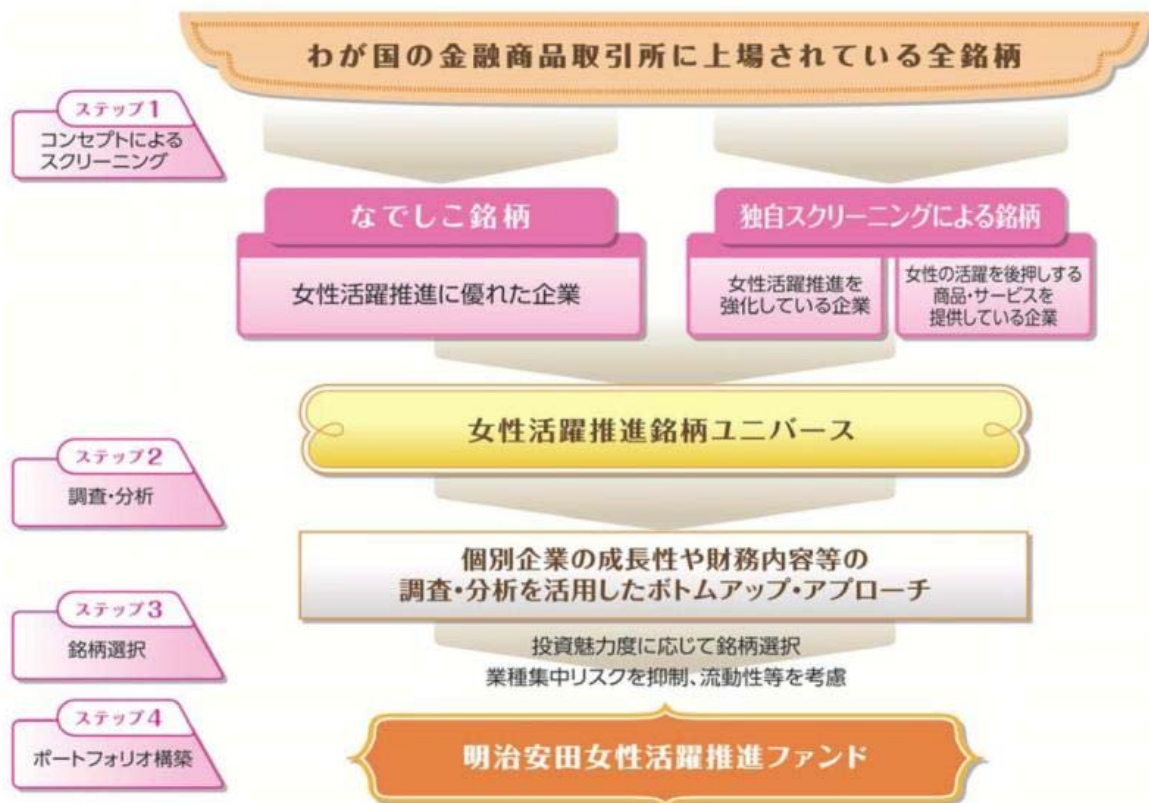 わが国の金融商品取引所に上場されている全銘柄
ステップ1
コンセプトによる
スクリーニング
なでしこ銘柄
女性活躍推進に優れた企業
独自スクリーニングによる銘柄
女性活躍推進を
強化している企業
女性の活躍を後押しする
商品・サービスを
提供している企業
女性活躍推進銘柄ユニバース
ステップ2
調査・分析
個別企業の成長性や財務内容等の
調査・分析を活用したボトムアップ・アプローチ
ステップ3
銘柄選択
投資魅力度に応じて銘柄選択
業種集中リスクを抑制、流動性等を考慮
ステップ4
ポートフォリオ構築
明治安田女性活躍推進ファンド